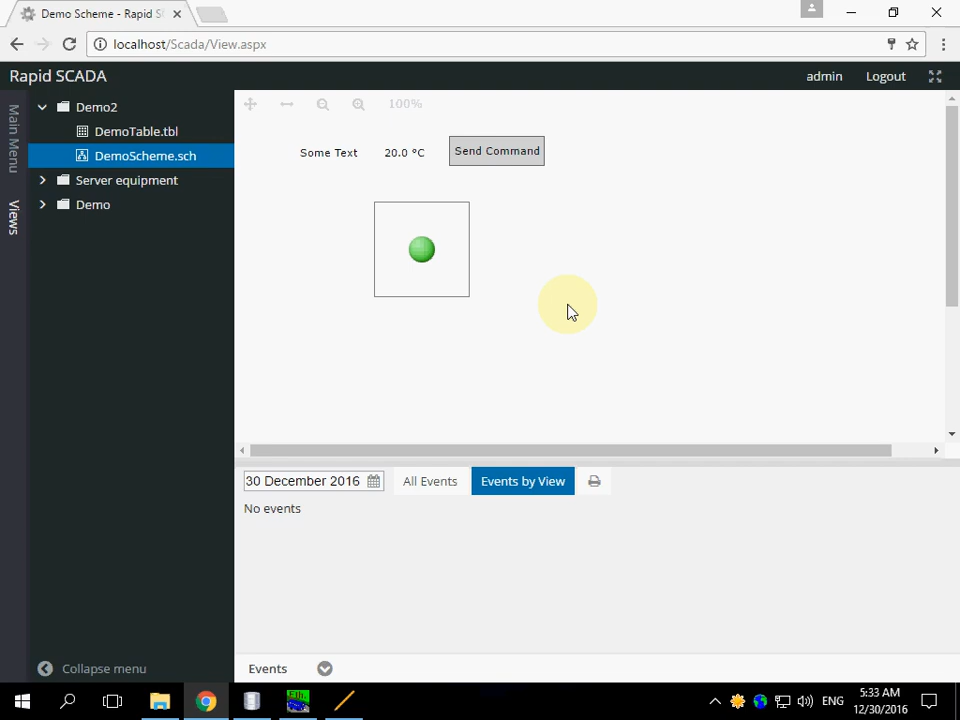 Demo Scheme - Rapid S
localhost/Scada/View.aspx
Rapid SCADA
admin
Logout
Main Menu
Views
Demo2
DemoTable.tbl
DemoScheme.sch
Server equipment
Demo
Collapse menu
100%
Some Text
20.0 °C
Send Command
30 December 2016
All Events
Events by View
No events
Events
ENG
5:33 AM
12/30/2016